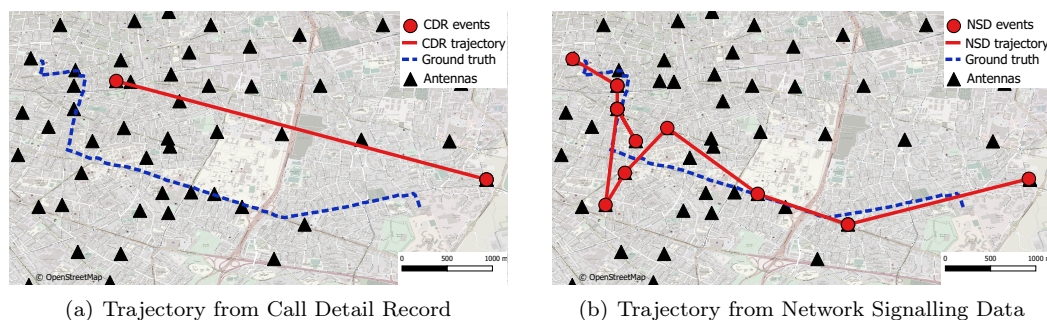 CDR events
CDR trajectory
Ground truth
Antennas
© OpenStreetMap
0 500 1000 m
(a) Trajectory from Call Detail Record
NSD events
NSD trajectory
Ground truth
Antennas
© OpenStreetMap
0 500 1000 m
(b) Trajectory from Network Signalling Data